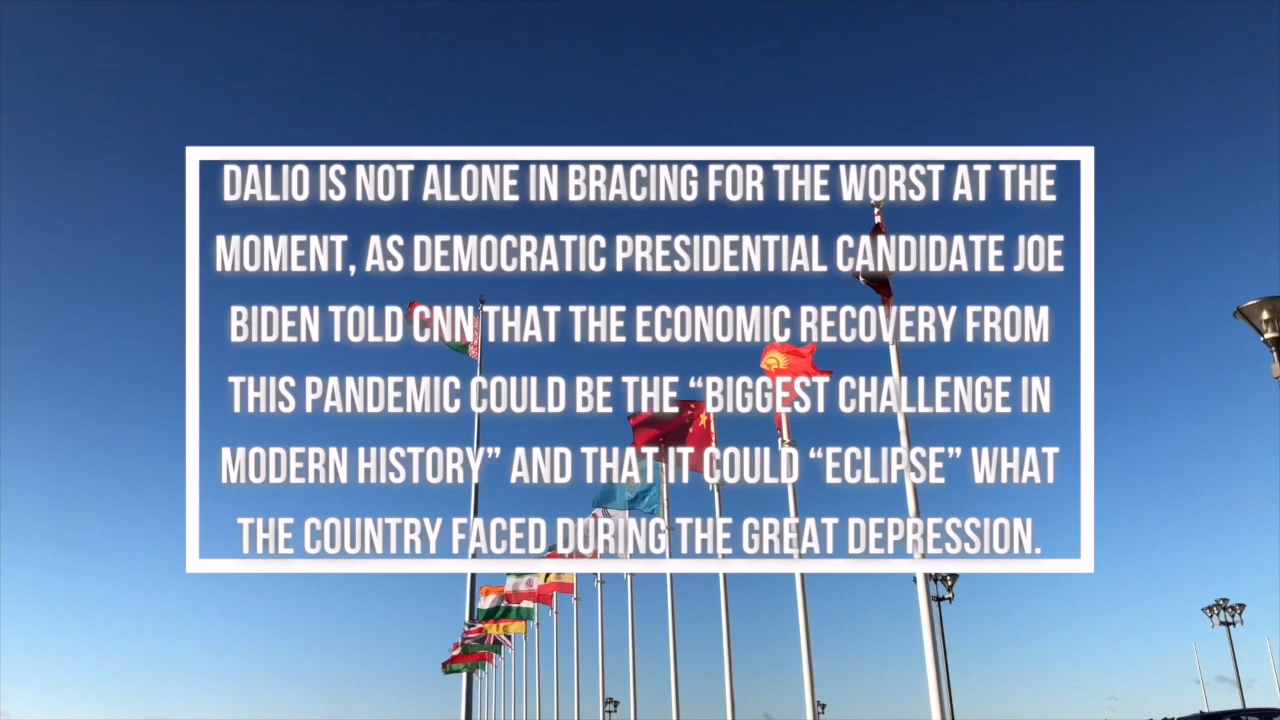 DALIO IS NOT ALONE IN BRACING FOR THE WORST AT THE
MOMENT, AS DEMOCRATIC PRESIDENTIAL CANDIDATE JOE
BIDEN TOLD CNN THAT THE ECONOMIC RECOVERY FROM
THIS PANDEMIC COULD BE THE “BIGGEST CHALLENGE IN
MODERN HISTORY” AND THAT IT COULD “ECLIPSE” WHAT
THE COUNTRY FACED DURING THE GREAT DEPRESSION.